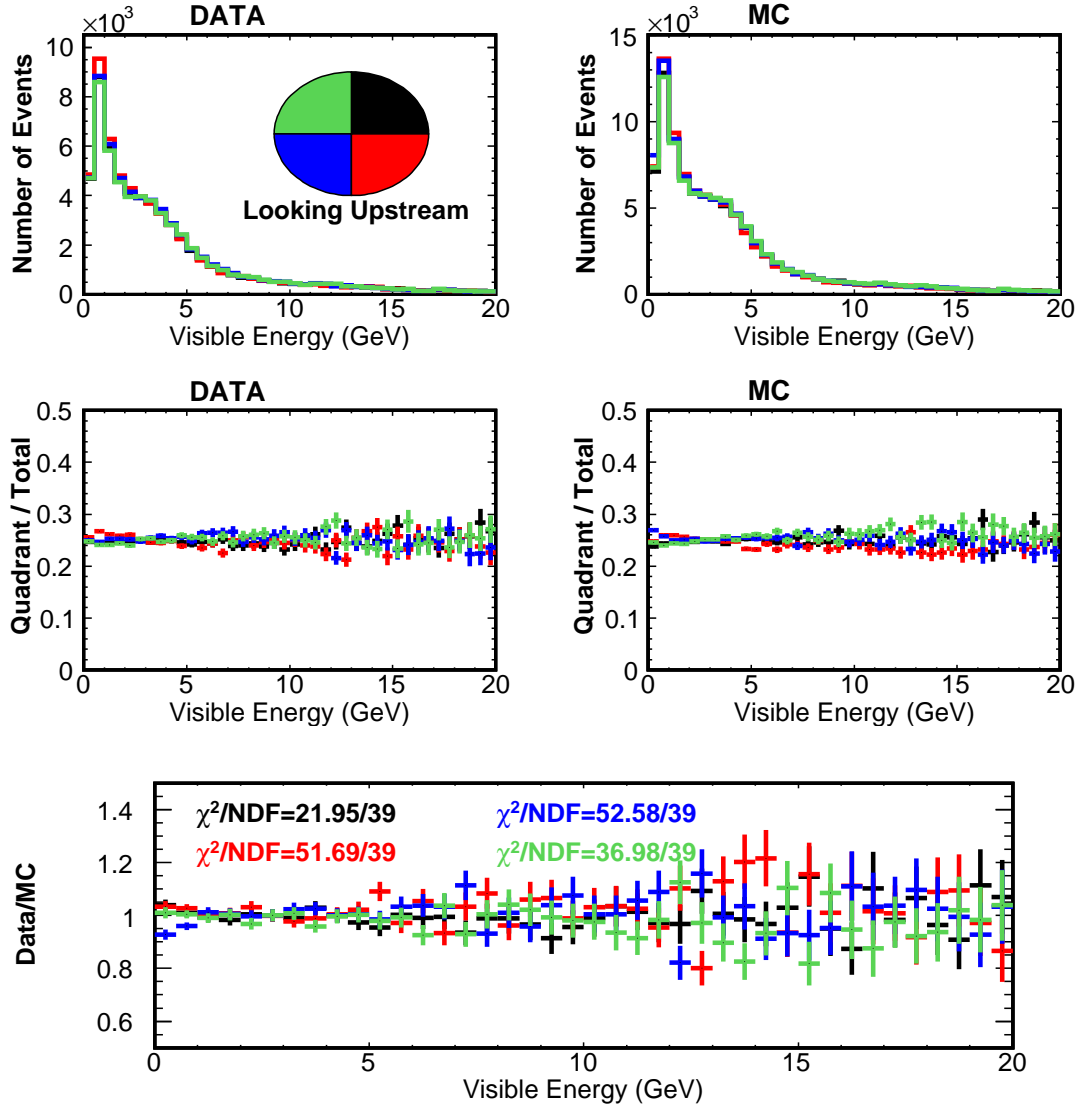 DATA
×10³
Number of Events
10
8
6
4
2
0
Looking Upstream
0 5 10 15 20
Visible Energy (GeV)
MC
×10³
Number of Events
15
10
5
0
0 5 10 15 20
Visible Energy (GeV)
DATA
Quadrant / Total
0.5
0.4
0.3
0.2
0.1
0
0 5 10 15 20
Visible Energy (GeV)
MC
Quadrant / Total
0.5
0.4
0.3
0.2
0.1
0
0 5 10 15 20
Visible Energy (GeV)
Data/MC
1.4
1.2
1
0.8
0.6
χ²/NDF=21.95/39 χ²/NDF=52.58/39
χ²/NDF=51.69/39 χ²/NDF=36.98/39
0 5 10 15 20
Visible Energy (GeV)